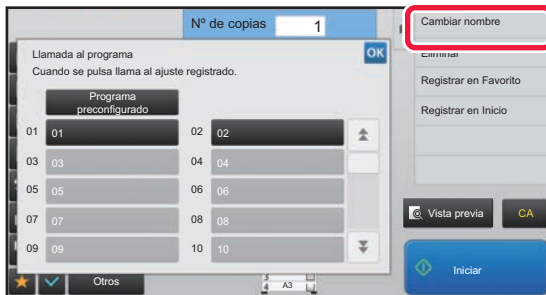 Nº de copias 1
Cambiar nombre
Llamada al programa
OK
Cuando se pulsa llama al ajuste registrado.
Eliminar
Registrar en Favorito
Programa
preconfigurado
Registrar en Inicio
01 01 02 02
03 03 04 04
05 05 06 06
07 07 08 08
Vista previa CA
09 09 10 10
Iniciar
Otros
3
4 A3